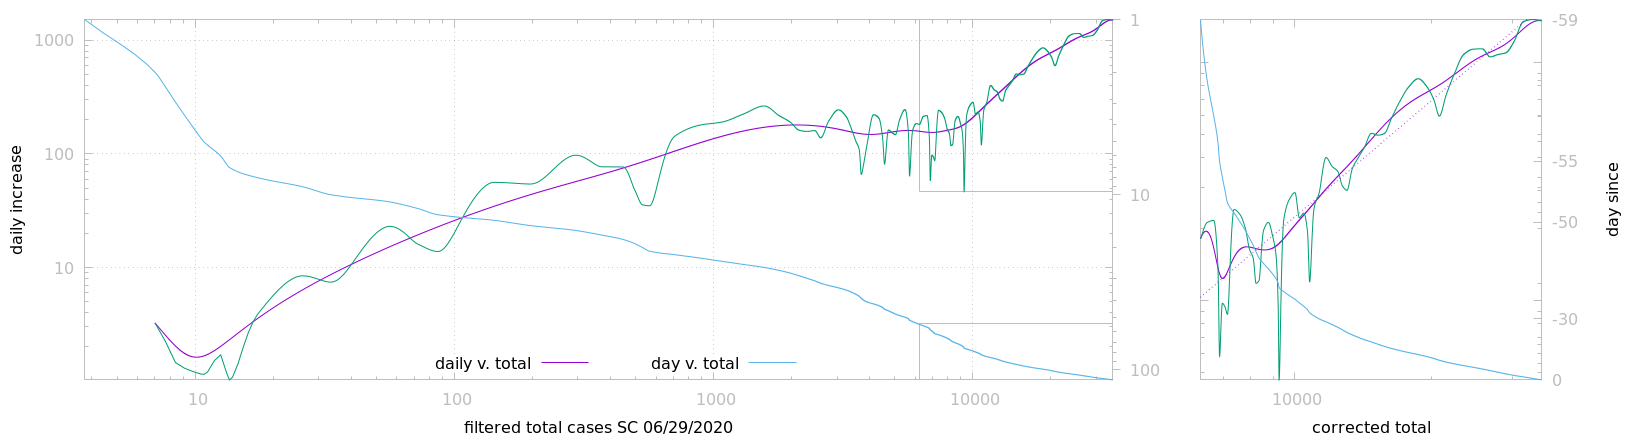 daily increase
1000
100
10
daily v. total
day v. total
10
100
1000
10000
filtered total cases SC 06/29/2020
1
10
100
10000
corrected total
-59
-55
-50
-30
0
day since